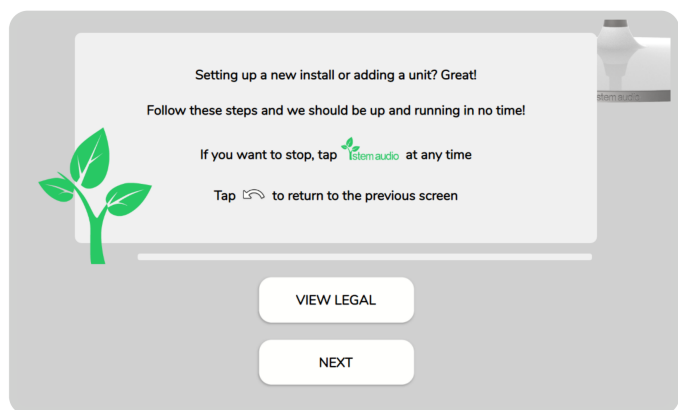 Setting up a new install or adding a unit? Great!
Follow these steps and we should be up and running in no time!
If you want to stop, tap stem audio at any time
Tap to return to the previous screen
stem audio
VIEW LEGAL
NEXT